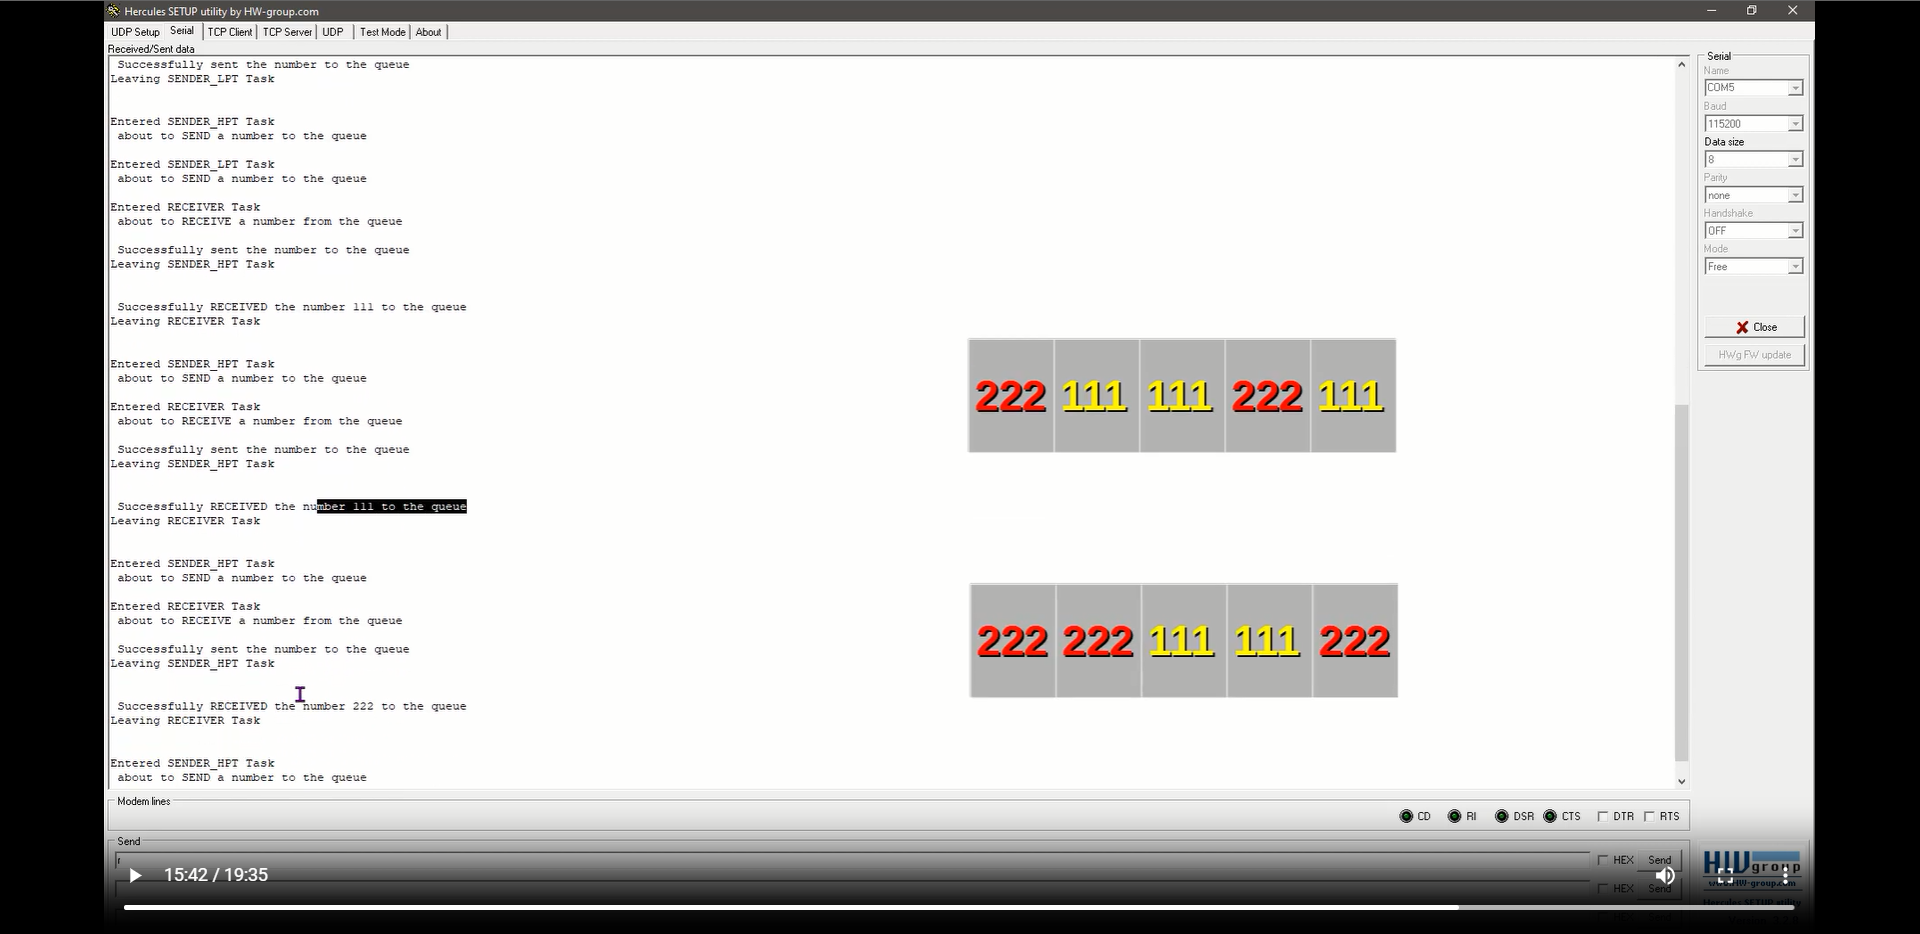 Hercules SETUP utility by HW-group.com
UDP Setup Serial TCP Client TCP Server UDP Test Mode About
Received/Sent data
Successfully sent the number to the queue
Leaving SENDER_LPT Task
Entered SENDER_HPT Task
about to SEND a number to the queue
Entered SENDER_LPT Task
about to SEND a number to the queue
Entered RECEIVER Task
about to RECEIVE a number from the queue
Successfully sent the number to the queue
Leaving SENDER_HPT Task
Successfully RECEIVED the number 111 to the queue
Leaving RECEIVER Task
Entered SENDER_HPT Task
about to SEND a number to the queue
Entered RECEIVER Task
about to RECEIVE a number from the queue
Successfully sent the number to the queue
Leaving SENDER_HPT Task
Successfully RECEIVED the number 111 to the queue
Leaving RECEIVER Task
Entered SENDER_HPT Task
about to SEND a number to the queue
Entered RECEIVER Task
about to RECEIVE a number from the queue
Successfully sent the number to the queue
Leaving SENDER_HPT Task
Successfully RECEIVED the number 222 to the queue
Leaving RECEIVER Task
Entered SENDER_HPT Task
about to SEND a number to the queue
222 111 111 222 111
222 222 111 111 222
Serial
Name
COM5
Baud
115200
Data size
8
Parity
none
Handshake
OFF
Mode
Free
Close
HWg FW update
Modem lines
CD RI DSR CTS DTR RTS
Send
r
HEX Send
HEX Send
15:42 / 19:35
HW group
www.HW-group.com
Hercules SETUP utility